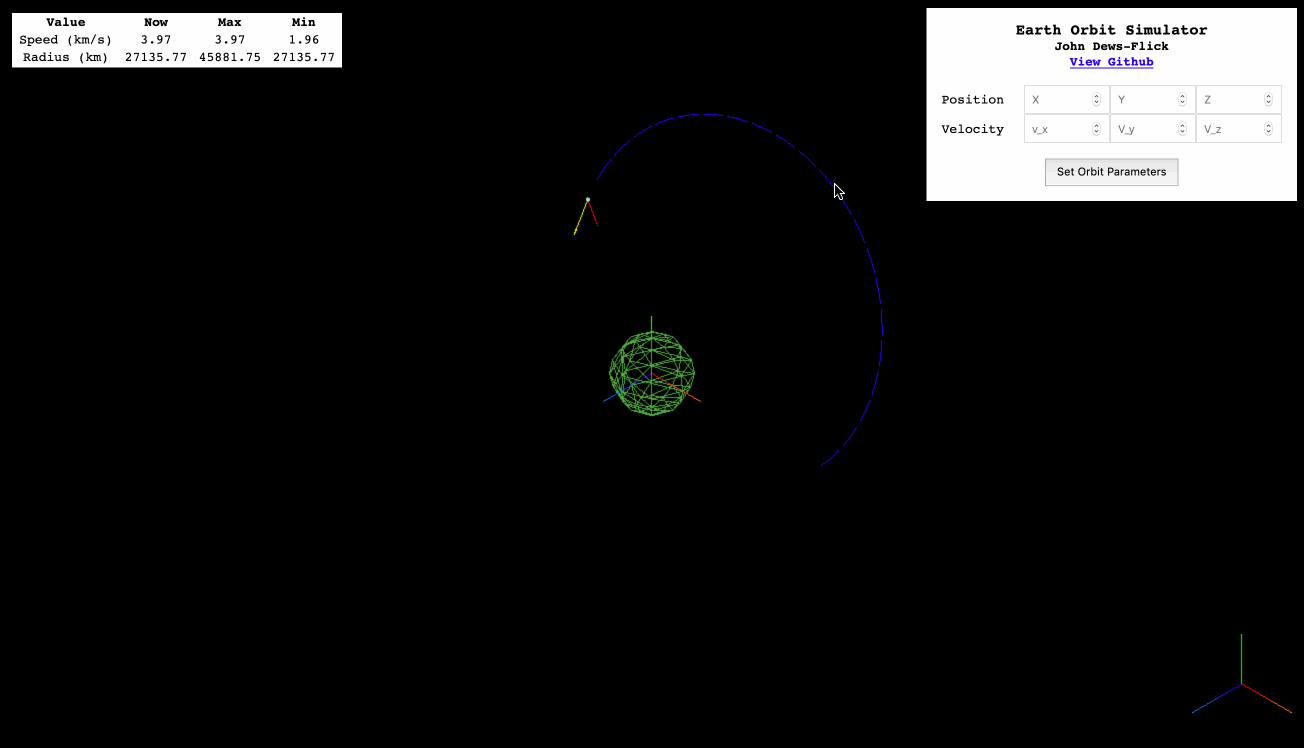 Value Now Max Min
Speed (km/s) 3.97 3.97 1.96
Radius (km) 27135.77 45881.75 27135.77
Earth Orbit Simulator
John Dews-Flick
View Github
Position X Y Z
Velocity v_x V_y V_z
Set Orbit Parameters